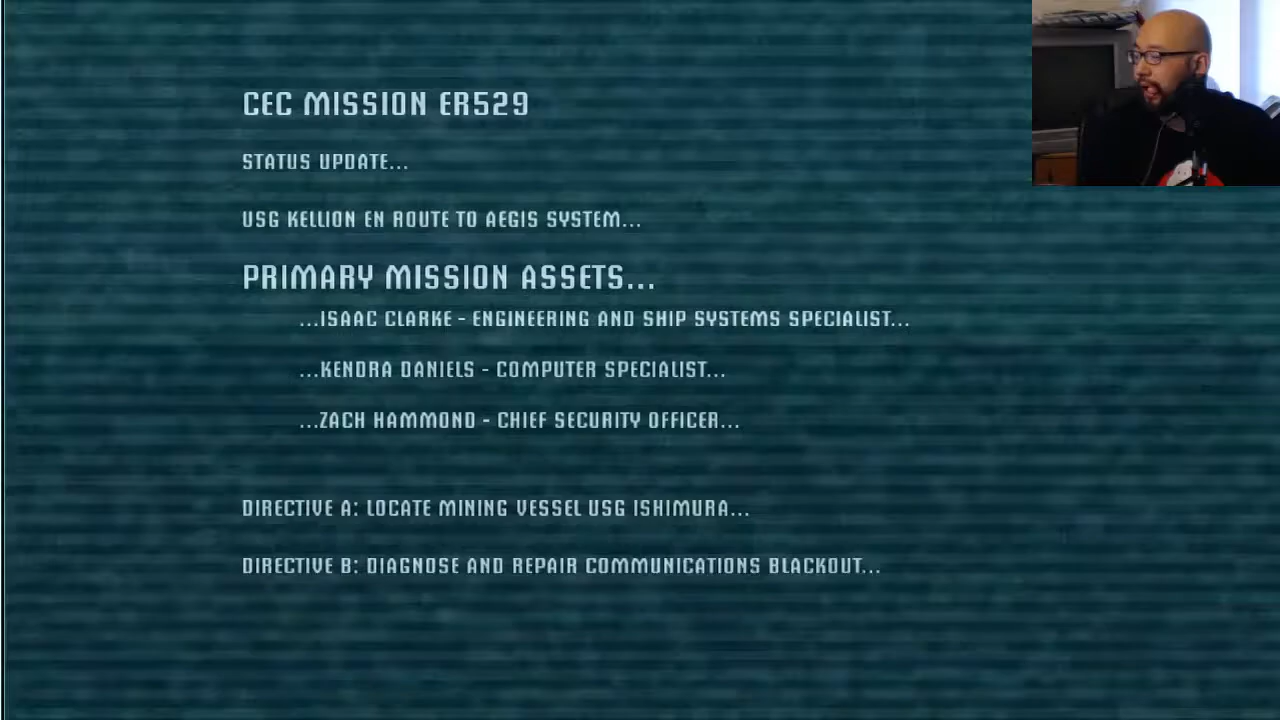 CEC MISSION ER529
STATUS UPDATE...
USG KELLION EN ROUTE TO AEGIS SYSTEM...
PRIMARY MISSION ASSETS...
...ISAAC CLARKE - ENGINEERING AND SHIP SYSTEMS SPECIALIST...
...KENDRA DANIELS - COMPUTER SPECIALIST...
...ZACH HAMMOND - CHIEF SECURITY OFFICER...
DIRECTIVE A: LOCATE MINING VESSEL USG ISHIMURA...
DIRECTIVE B: DIAGNOSE AND REPAIR COMMUNICATIONS BLACKOUT...